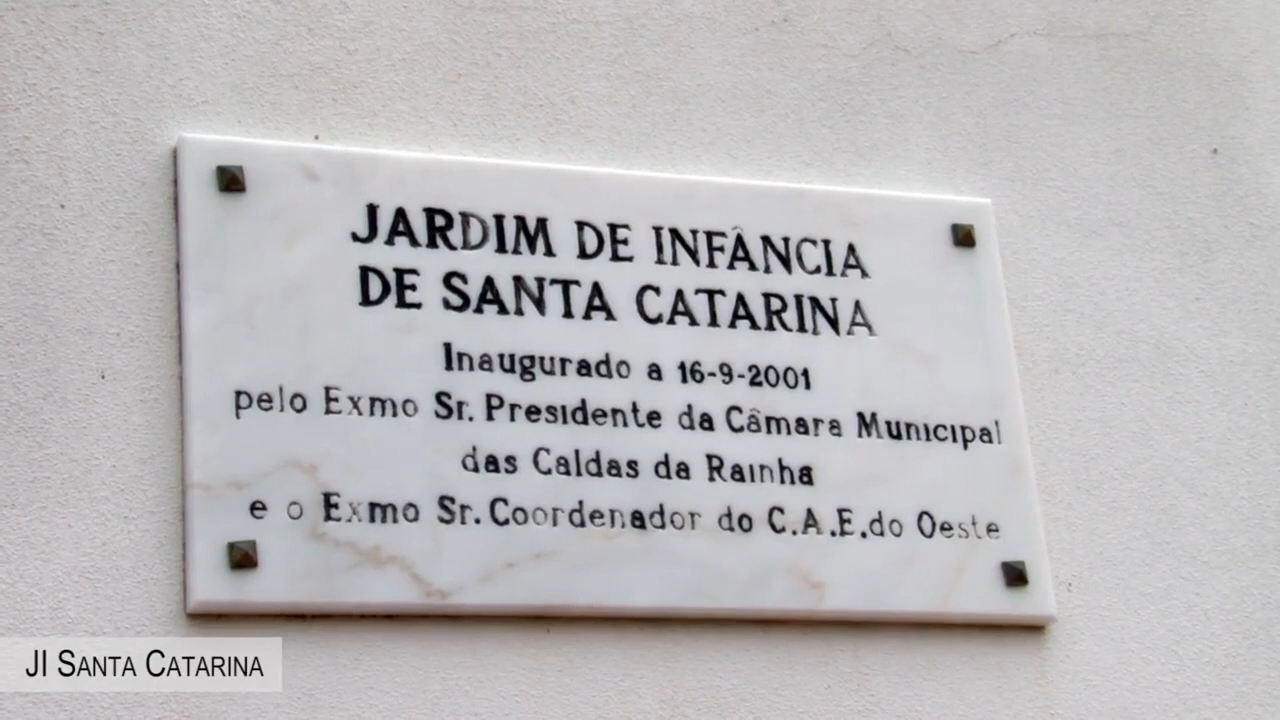 JARDIM DE INFÂNCIA
DE SANTA CATARINA
Inaugurado a 16-9-2001
pelo Exmo Sr. Presidente da Câmara Municipal
das Caldas da Rainha
e o Exmo Sr. Coordenador do C.A.E. do Oeste
JI SANTA CATARINA